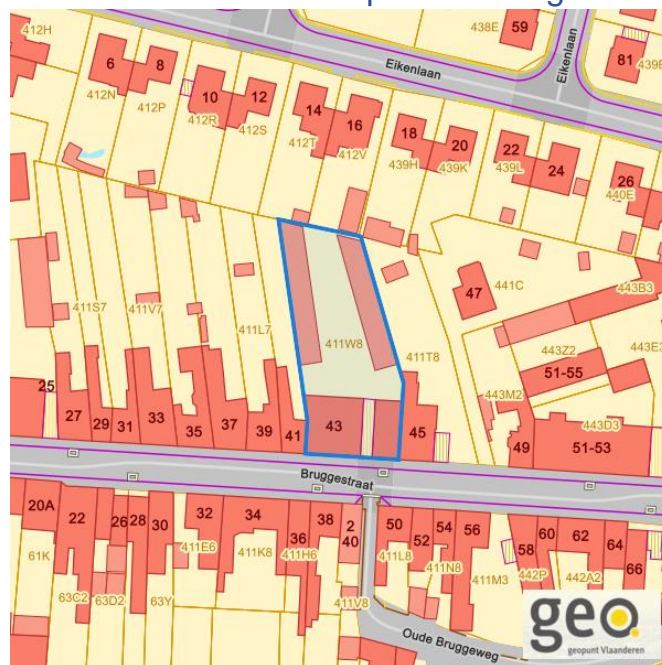 412H
438E
59
Eikenlaan
Eikenlaan
81
439E
6
8
10
12
14
16
18
20
22
24
26
412N
412P
412R
412S
412T
412V
439H
439K
439L
440E
47
441C
443B3
411S7
411V7
411L7
411W8
411T8
443Z2
51-55
443E3
443M2
443D3
25
27
29
31
33
35
37
39
41
43
45
49
51-53
Bruggestraat
20A
22
26
28
30
32
34
36
38
2
40
50
52
54
56
58
60
62
64
66
61K
63C2
63D2
63Y
411E6
411K8
411H6
411V8
411L8
411N8
411M3
442P
442A2
Oude Bruggeweg
geo
geopunt Vlaanderen